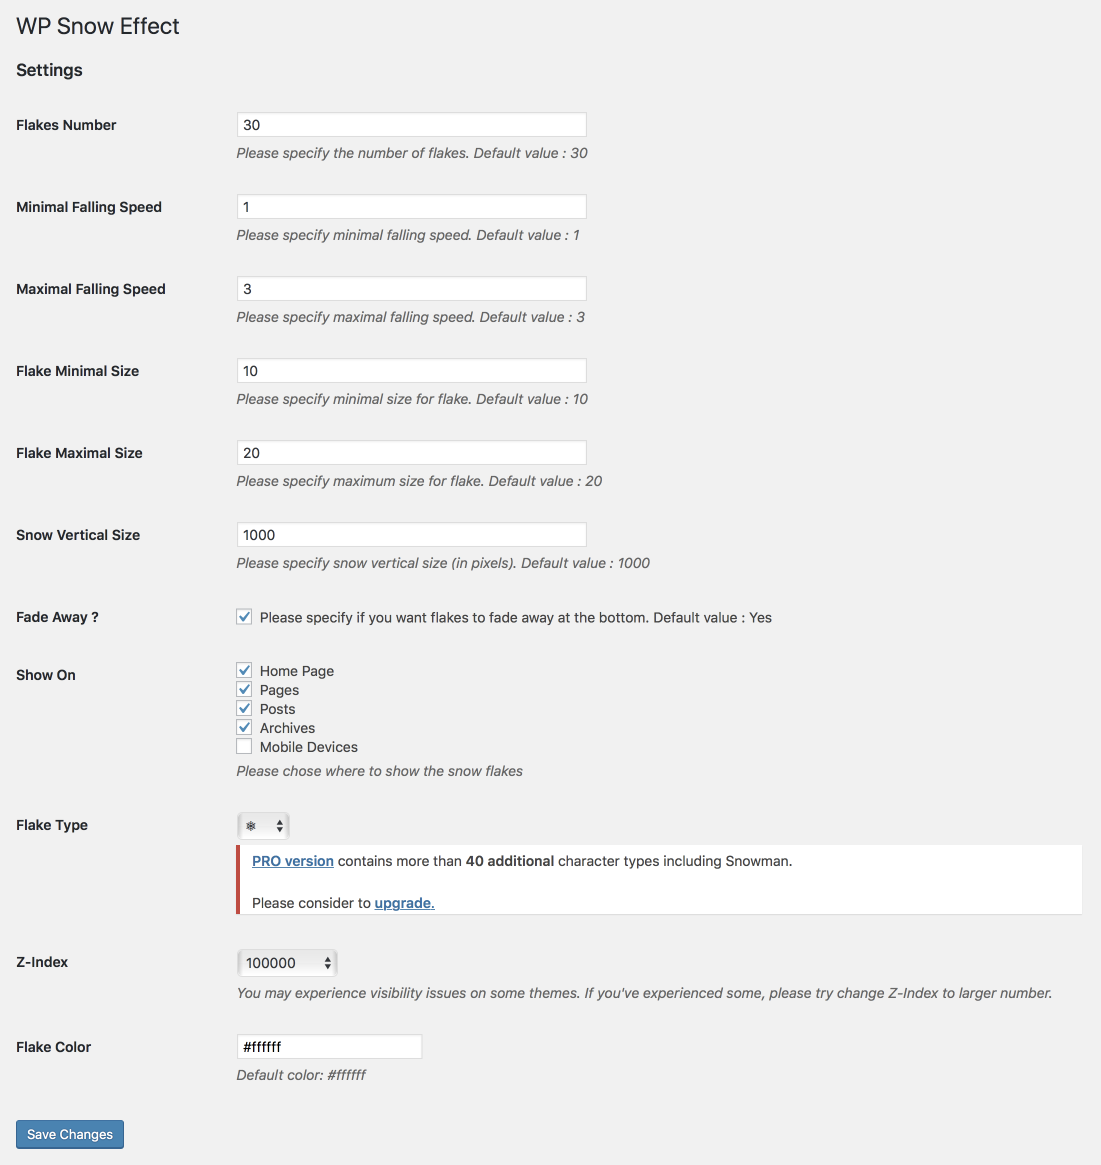 WP Snow Effect
Settings
Flakes Number
30
Please specify the number of flakes. Default value : 30
Minimal Falling Speed
1
Please specify minimal falling speed. Default value : 1
Maximal Falling Speed
3
Please specify maximal falling speed. Default value : 3
Flake Minimal Size
10
Please specify minimal size for flake. Default value : 10
Flake Maximal Size
20
Please specify maximum size for flake. Default value : 20
Snow Vertical Size
1000
Please specify snow vertical size (in pixels). Default value : 1000
Fade Away ?
Please specify if you want flakes to fade away at the bottom. Default value : Yes
Show On
Home Page
Pages
Posts
Archives
Mobile Devices
Please chose where to show the snow flakes
Flake Type
PRO version contains more than 40 additional character types including Snowman.
Please consider to upgrade.
Z-Index
100000
You may experience visibility issues on some themes. If you've experienced some, please try change Z-Index to larger number.
Flake Color
#ffffff
Default color: #ffffff
Save Changes